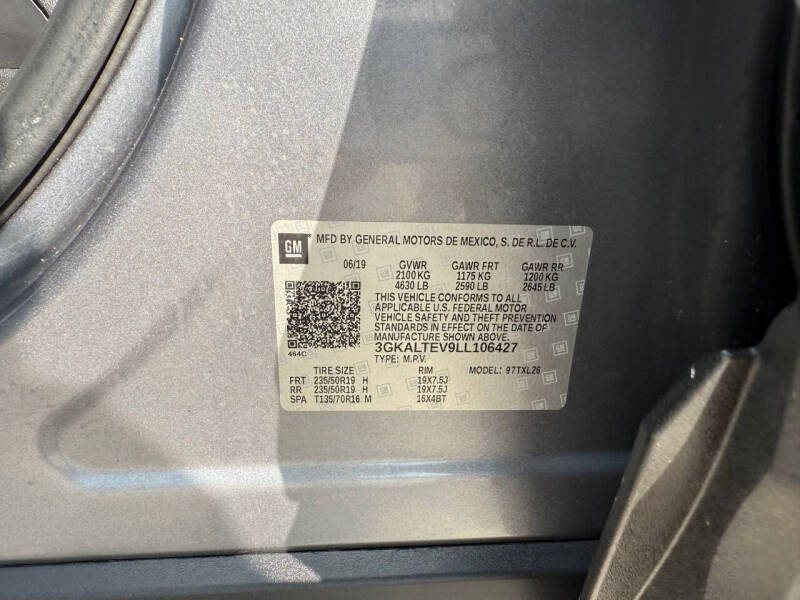 GM MFD BY GENERAL MOTORS DE MEXICO, S. DE R.L. DE C.V.
06/19 GVWR GAWR FRT GAWR RR
2100 KG 1175 KG 1200 KG
4630 LB 2590 LB 2645 LB
THIS VEHICLE CONFORMS TO ALL
APPLICABLE U.S. FEDERAL MOTOR
VEHICLE SAFETY AND THEFT PREVENTION
STANDARDS IN EFFECT ON THE DATE OF
MANUFACTURE SHOWN ABOVE.
464C 3GKALTEV9LL106427
TYPE: M.P.V.
TIRE SIZE RIM MODEL: 97TXL26
FRT 235/50R19 H 19X7.5J
RR 235/50R19 H 19X7.5J
SPA T135/70R16 M 16X4BT